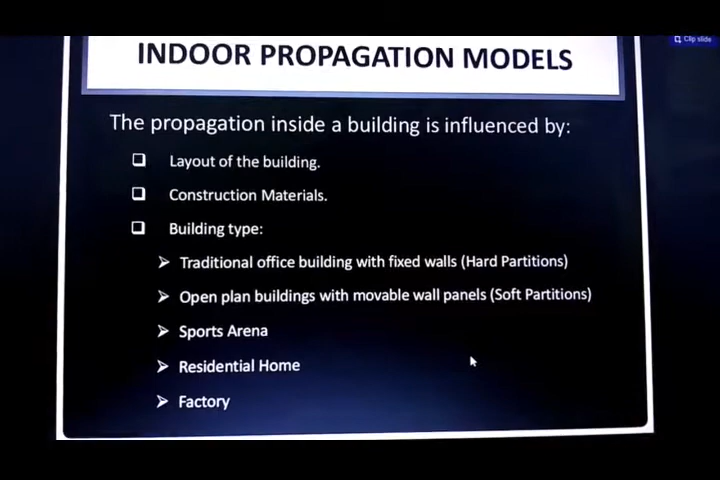 Clip slide
INDOOR PROPAGATION MODELS
The propagation inside a building is influenced by:
❑ Layout of the building.
❑ Construction Materials.
❑ Building type:
➢ Traditional office building with fixed walls (Hard Partitions)
➢ Open plan buildings with movable wall panels (Soft Partitions)
➢ Sports Arena
➢ Residential Home
➢ Factory